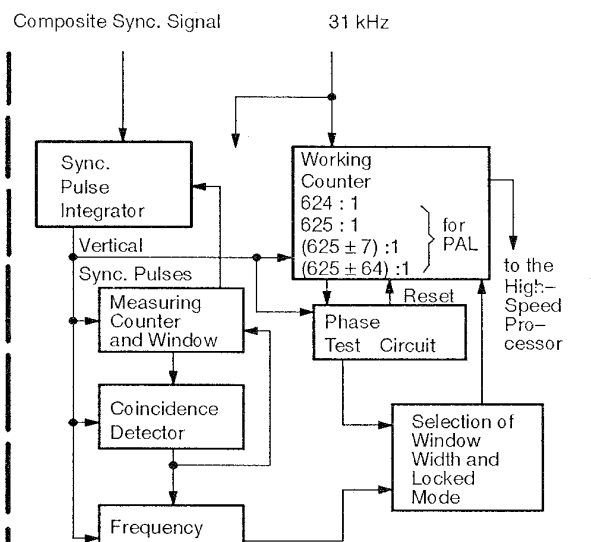 Composite Sync. Signal
31 kHz
Sync.
Pulse
Integrator
Working
Counter
624 : 1
625 : 1
(625 ± 7) :1
(625 ± 64) :1
for
PAL
Vertical
Sync. Pulses
to the
High-
Speed
Pro-
cessor
Measuring
Counter
and Window
Reset
Phase
Test Circuit
Coincidence
Detector
Selection of
Window
Width and
Locked
Mode
Frequency